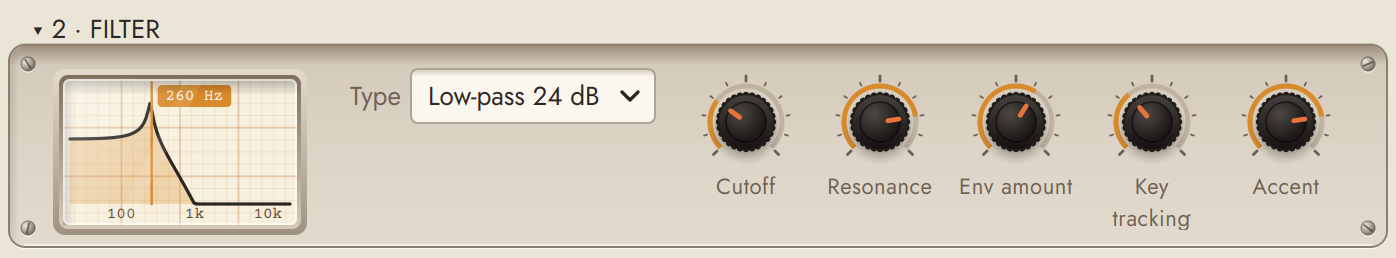 ▾ 2 · FILTER
260 Hz
100 1k 10k
Type Low-pass 24 dB
Cutoff Resonance Env amount Key tracking Accent